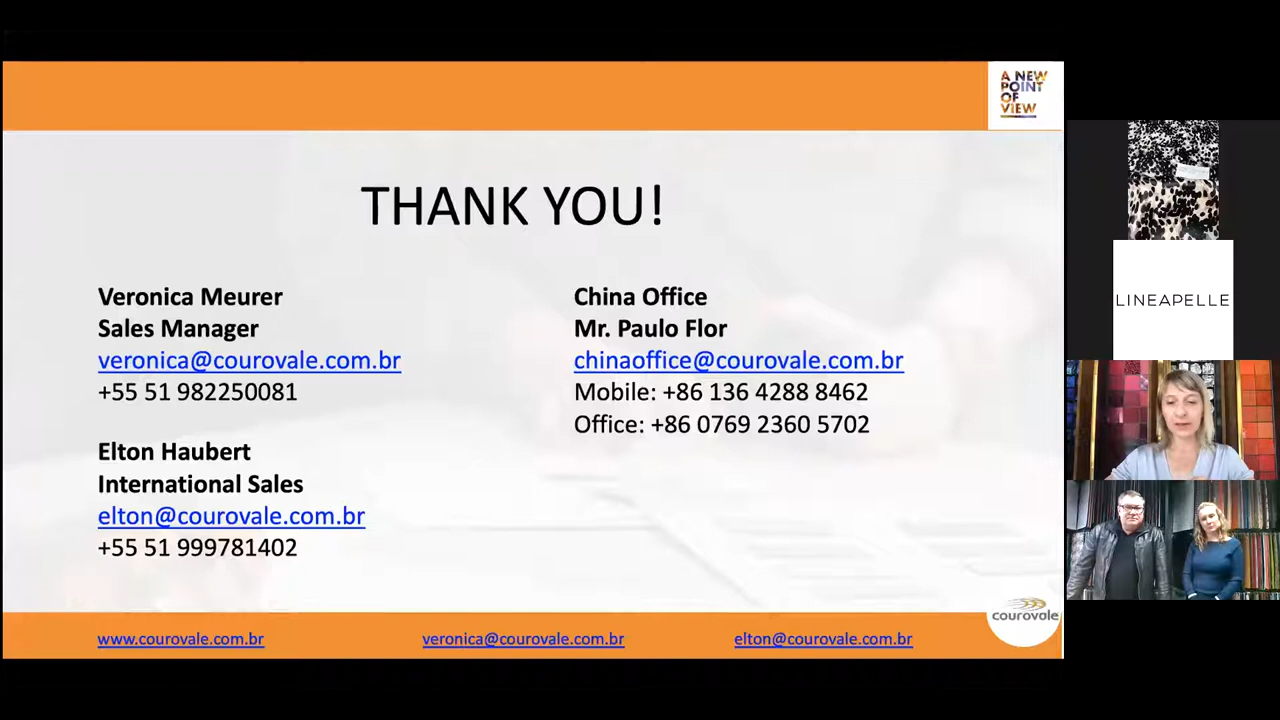 A NEW
POINT
OF
VIEW
THANK YOU!
Veronica Meurer
Sales Manager
veronica@courovale.com.br
+55 51 982250081
Elton Haubert
International Sales
elton@courovale.com.br
+55 51 999781402
China Office
Mr. Paulo Flor
chinaoffice@courovale.com.br
Mobile: +86 136 4288 8462
Office: +86 0769 2360 5702
www.courovale.com.br
veronica@courovale.com.br
elton@courovale.com.br
courovale
LINEAPELLE